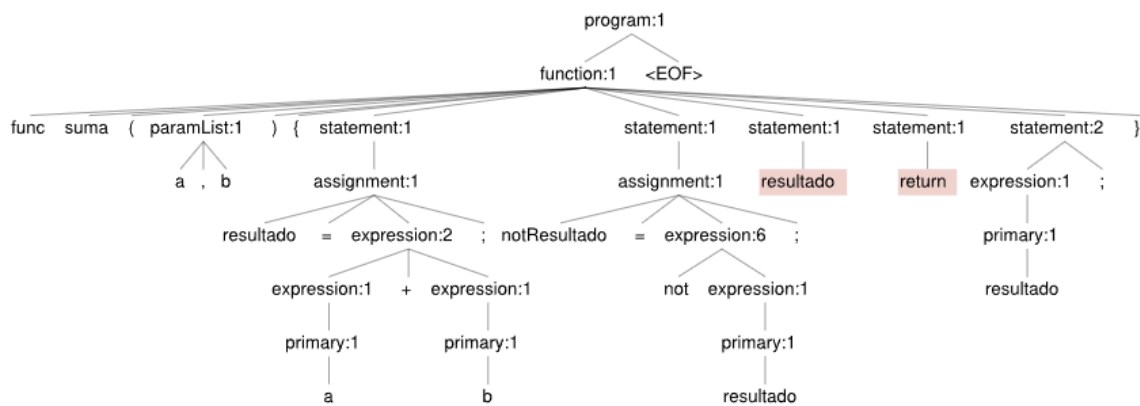 program:1
function:1 <EOF>
func suma ( paramList:1 ) { statement:1 statement:1 statement:1 statement:1 statement:2 }
a , b assignment:1 assignment:1 resultado return expression:1 ;
resultado = expression:2 ; notResultado = expression:6 ; primary:1
expression:1 + expression:1 not expression:1 resultado
primary:1 primary:1 primary:1
a b resultado